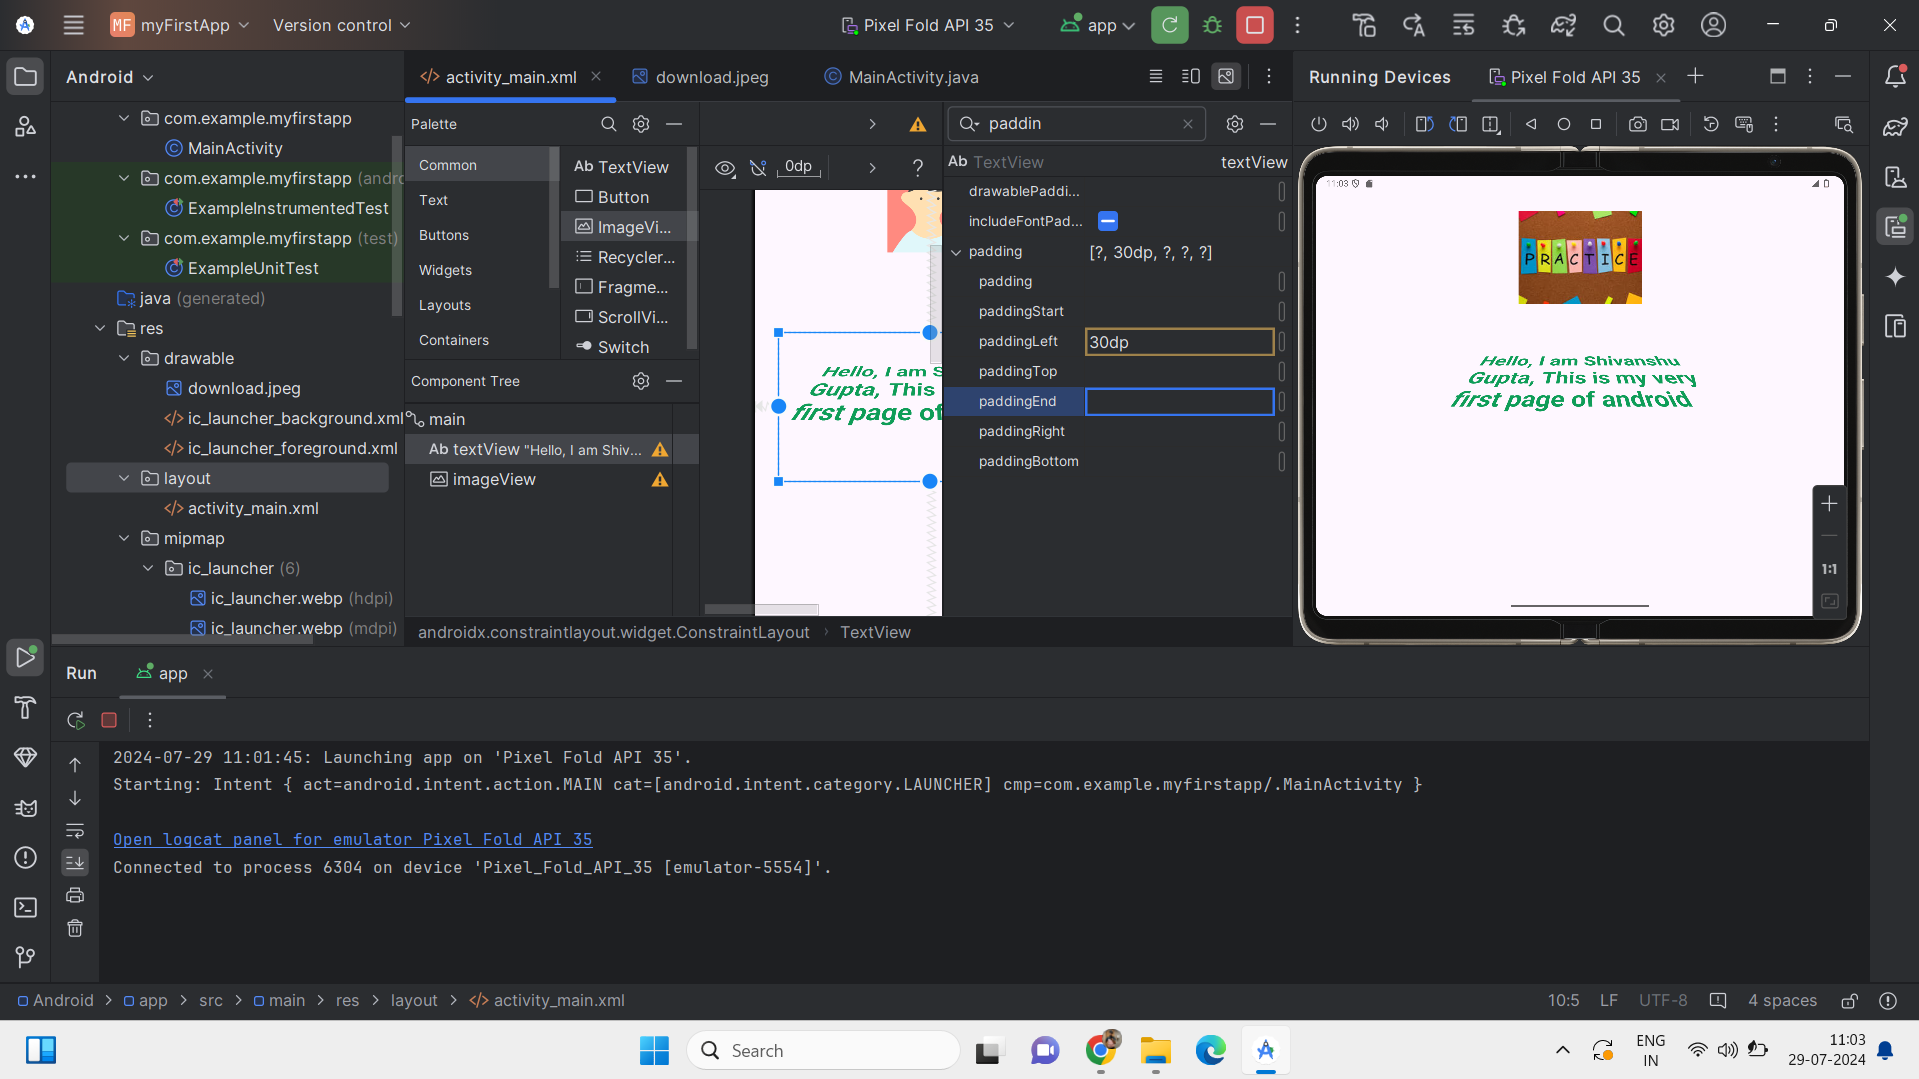 MF myFirstApp Version control Pixel Fold API 35 app
Android
activity_main.xml download.jpeg MainActivity.java
Running Devices Pixel Fold API 35
com.example.myfirstapp
MainActivity
com.example.myfirstapp (andro
ExampleInstrumentedTest
com.example.myfirstapp (test)
ExampleUnitTest
java (generated)
res
drawable
download.jpeg
ic_launcher_background.xml
ic_launcher_foreground.xml
layout
activity_main.xml
mipmap
ic_launcher (6)
ic_launcher.webp (hdpi)
ic_launcher.webp (mdpi)
Palette
Common
Text
Buttons
Widgets
Layouts
Containers
Ab TextView
Button
ImageVi...
Recycler...
Fragme...
ScrollVi...
Switch
Component Tree
main
Ab textView "Hello, I am Shiv...
imageView
0dp
?
Hello, I am S
Gupta, This
first page of
paddin
Ab TextView textView
drawablePaddi...
includeFontPad...
padding [?, 30dp, ?, ?, ?]
padding
paddingStart
paddingLeft 30dp
paddingTop
paddingEnd
paddingRight
paddingBottom
androidx.constraintlayout.widget.ConstraintLayout TextView
11:03
PRACTICE
Hello, I am Shivanshu
Gupta, This is my very
first page of android
1:1
Run app
2024-07-29 11:01:45: Launching app on 'Pixel Fold API 35'.
Starting: Intent { act=android.intent.action.MAIN cat=[android.intent.category.LAUNCHER] cmp=com.example.myfirstapp/.MainActivity }
Open logcat panel for emulator Pixel Fold API 35
Connected to process 6304 on device 'Pixel_Fold_API_35 [emulator-5554]'.
Android > app > src > main > res > layout > activity_main.xml
10:5 LF UTF-8 4 spaces
Search
ENG
IN
11:03
29-07-2024